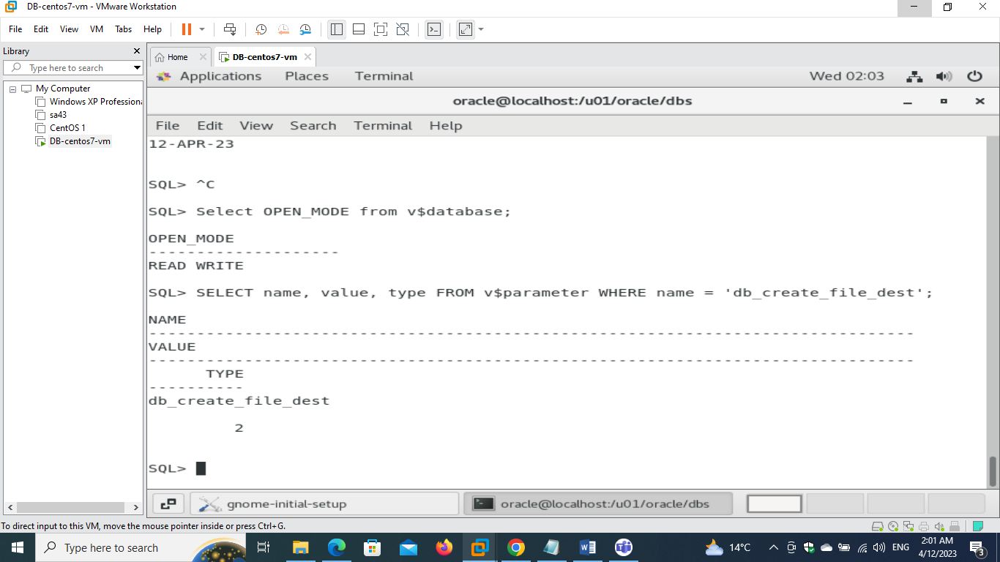 DB-centos7-vm - VMware Workstation
File Edit View VM Tabs Help
Library
Type here to search
My Computer
Windows XP Professiona
sa43
CentOS 1
DB-centos7-vm
Home DB-centos7-vm
Applications Places Terminal Wed 02:03
oracle@localhost:/u01/oracle/dbs
File Edit View Search Terminal Help
12-APR-23
SQL> ^C
SQL> Select OPEN_MODE from v$database;
OPEN_MODE
--------------------
READ WRITE
SQL> SELECT name, value, type FROM v$parameter WHERE name = 'db_create_file_dest';
NAME
--------------------------------------------------------------------------------
VALUE
--------------------------------------------------------------------------------
TYPE
----------
db_create_file_dest
2
SQL>
gnome-initial-setup oracle@localhost:/u01/oracle/dbs
To direct input to this VM, move the mouse pointer inside or press Ctrl+G.
Type here to search 14°C ENG 2:01 AM
4/12/2023 3